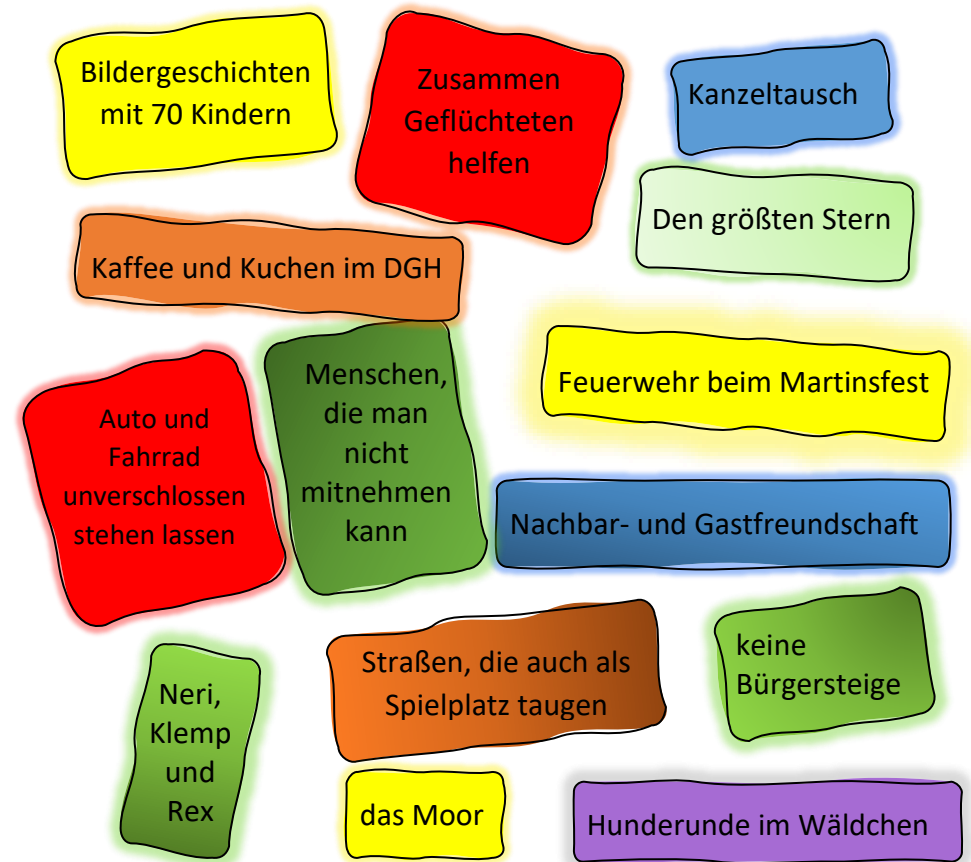 Bildergeschichten
mit 70 Kindern
Zusammen
Geflüchteten
helfen
Kanzeltausch
Den größten Stern
Kaffee und Kuchen im DGH
Menschen,
die man
nicht
mitnehmen
kann
Feuerwehr beim Martinsfest
Auto und
Fahrrad
unverschlossen
stehen lassen
Nachbar- und Gastfreundschaft
Straßen, die auch als
Spielplatz taugen
keine
Bürgersteige
Neri,
Klemp
und
Rex
das Moor
Hunderunde im Wäldchen